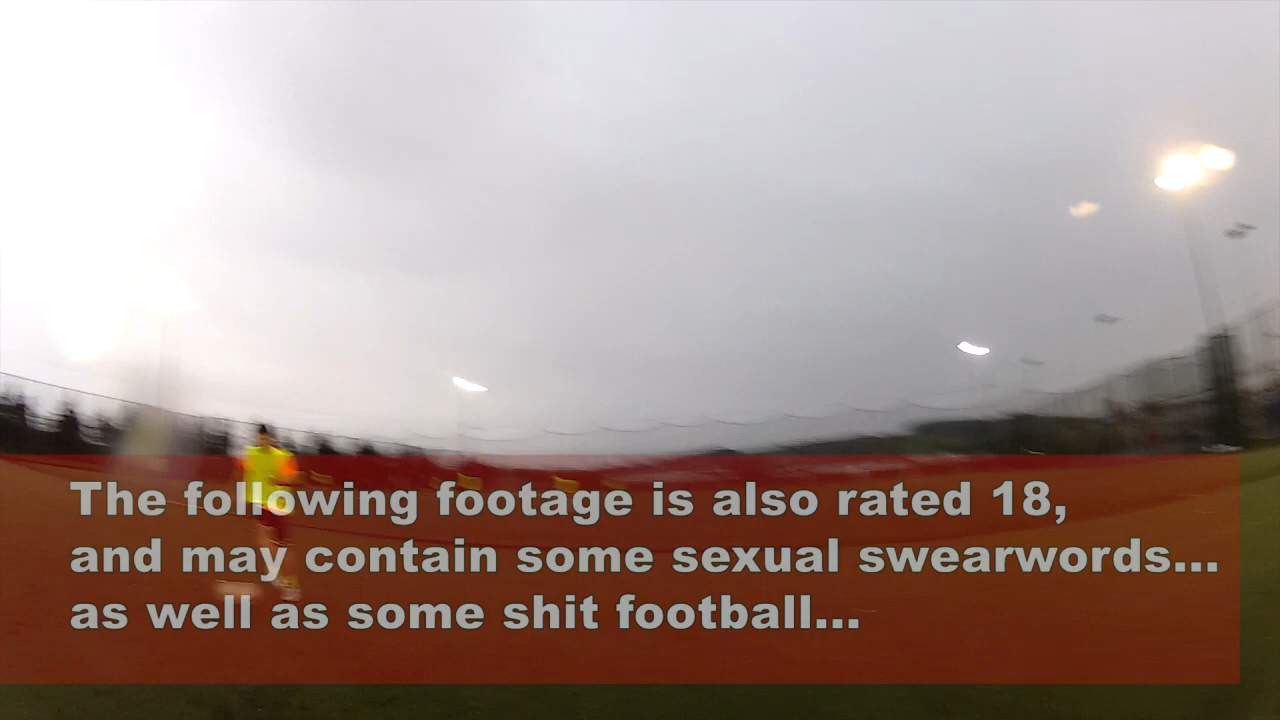 The following footage is also rated 18,
and may contain some sexual swearwords...
as well as some shit football...